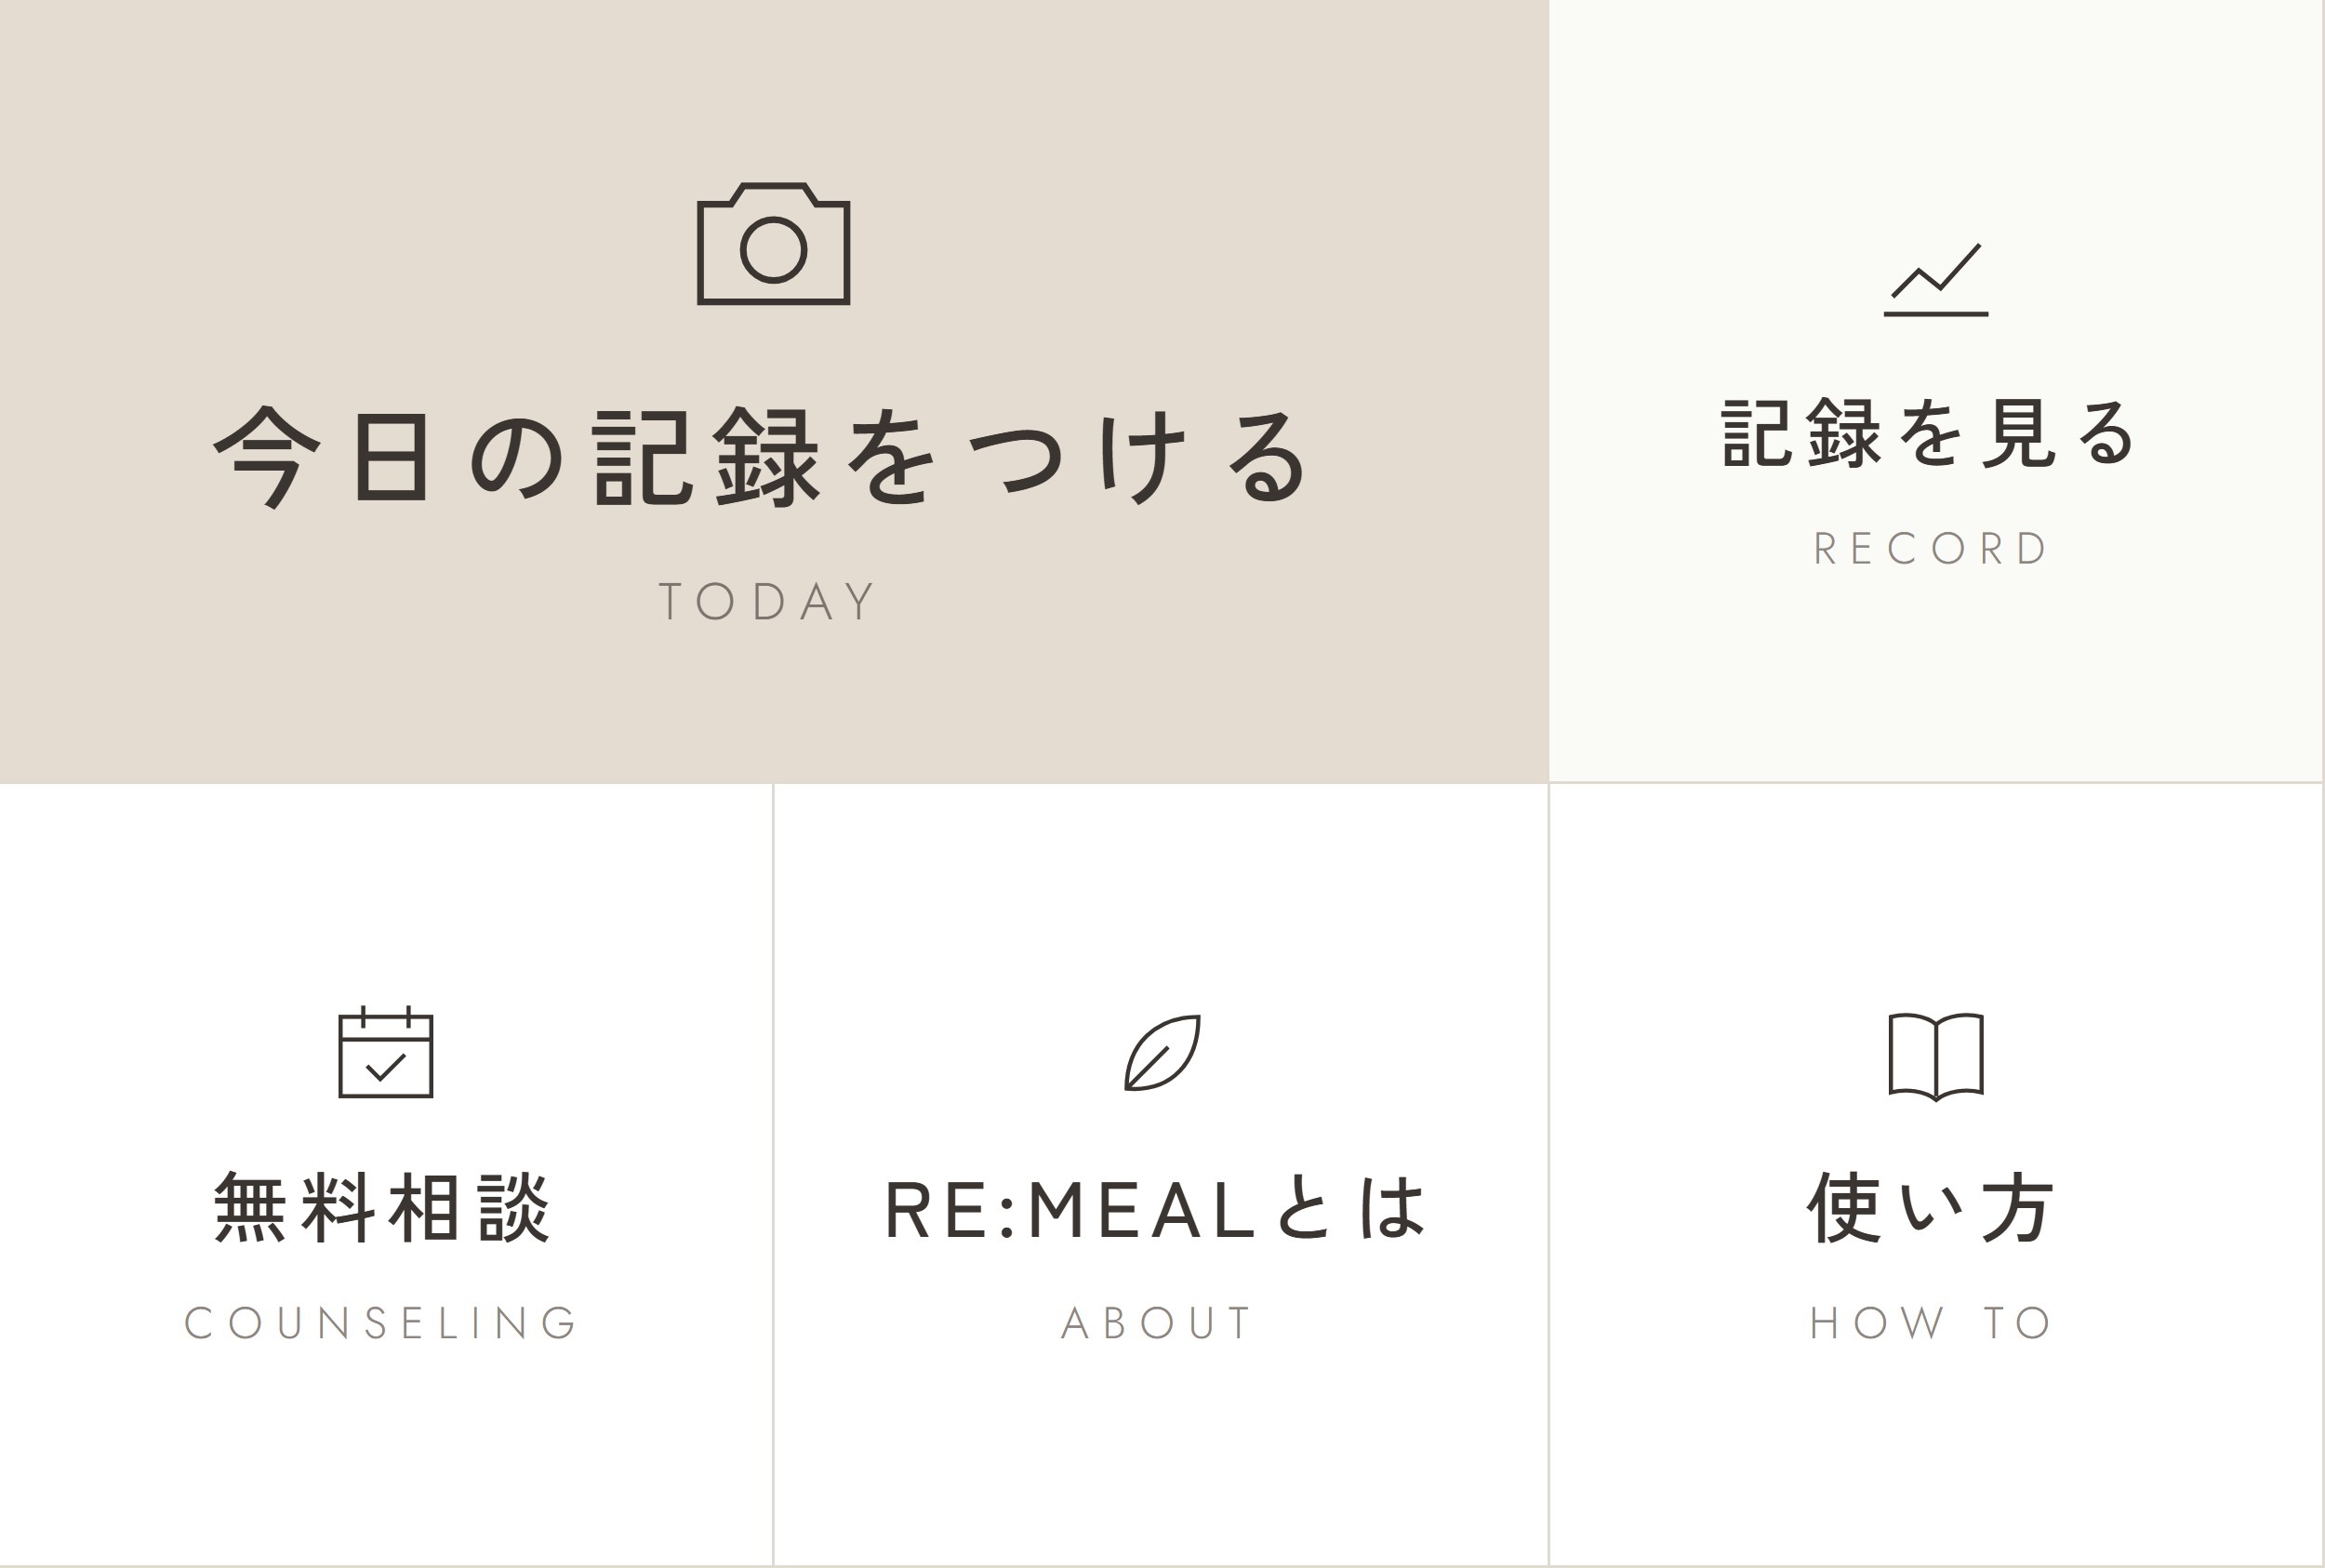 今日の記録をつける
TODAY
記録を見る
RECORD
無料相談
COUNSELING
RE:MEALとは
ABOUT
使い方
HOW TO